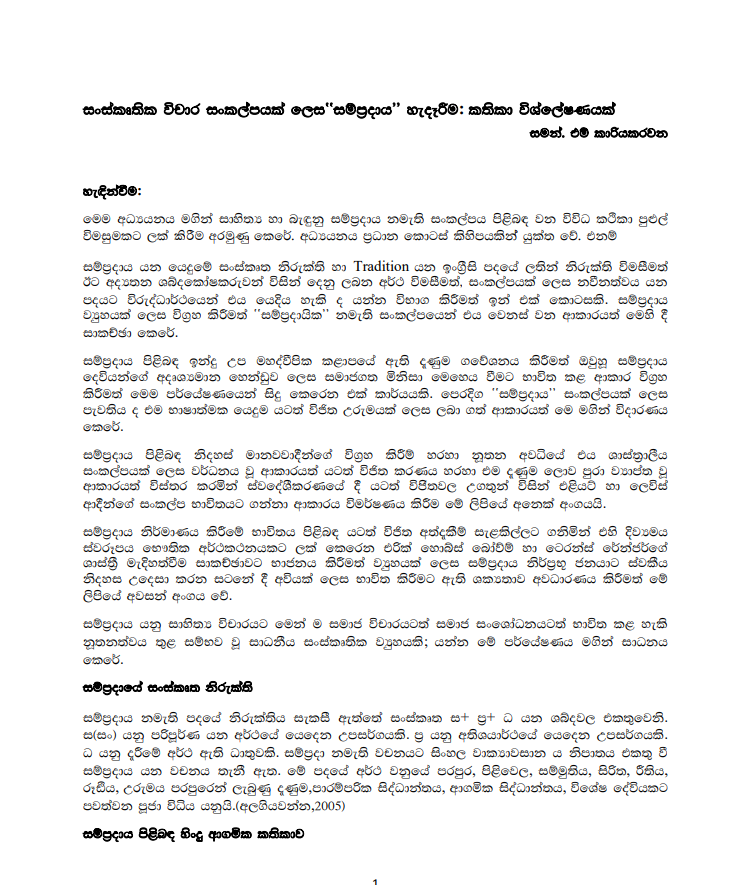 සංස්කෘතික විචාර සංකල්පයක් ලෙස“සම්ප්‍රදාය” හැදෑරීම: කතිකා විශ්ලේෂණයක්
සමන්. එම් කාරියකරවන
හැඳින්වීම:
මෙම අධ්‍යයනය මගින් සාහිත්‍ය හා බැඳුනු සම්ප්‍රදාය නමැති සංකල්පය පිළිබඳ වන විවිධ කථිකා පුළුල්
විමසුමකට ලක් කිරීම අරමුණු කෙරේ. අධ්‍යයනය ප්‍රධාන කොටස් කිහිපයකින් යුක්ත වේ. එනම්
සම්ප්‍රදාය යන යෙදුමේ සංස්කෘත නිරුක්ති හා Tradition යන ඉංග්‍රීසි පදයේ ලතින් නිරුක්ති විමසීමත්
ඊට අද්‍යතන ශබ්දකෝෂකරුවන් විසින් දෙනු ලබන අර්ථ විමසීමත්, සංකල්පයක් ලෙස නවීනත්වය යන
පදයට විරුද්ධාර්ථයෙන් එය යෙදිය හැකි ද යන්න විභාග කිරීමත් ඉන් එක් කොටසකි. සම්ප්‍රදාය
ව්‍යුහයක් ලෙස විග්‍රහ කිරීමත් “සම්ප්‍රදායික” නමැති සංකල්පයෙන් එය වෙනස් වන ආකාරයත් මෙහි දී
සාකච්ඡා කෙරේ.
සම්ප්‍රදාය පිළිබඳ ඉන්දු උප මහද්වීපික කළාපයේ ඇති දැණුම ගවේශනය කිරීමත් ඔවුහු සම්ප්‍රදාය
දෙවියන්ගේ අදෘශ්‍යමාන හෙන්ඩුව ලෙස සමාජගත මිනිසා මෙහෙය වීමට භාවිත කළ ආකාර විග්‍රහ
කිරීමත් මෙම පර්යේෂණයෙන් සිදු කෙරෙන එක් කාර්යයකි. පෙරදිග “සම්ප්‍රදාය” සංකල්පයක් ලෙස
පැවතිය ද එම භාෂාත්මක යෙදුම යටත් විජිත උරුමයක් ලෙස ලබා ගත් ආකාරයත් මෙ මගින් විදාරණය
කෙරේ.
සම්ප්‍රදාය පිළිබඳ නිදහස් මානවවාදීන්ගේ විග්‍රහ කිරීම් හරහා නූතන අවධියේ එය ශාස්ත්‍රාලීය
සංකල්පයක් ලෙස වර්ධනය වූ ආකාරයත් යටත් විජිත කරණය හරහා එම දැණුම ලොව පුරා ව්‍යාප්ත වූ
ආකාරයත් විස්තර කරමින් ස්වදේශීකරණයේ දී යටත් විජිතවල උගතුන් විසින් එළියට් හා ලෙවිස්
ආදීන්ගේ සංකල්ප භාවිතයට ගන්නා ආකාරය විමර්ෂණය කිරීම මේ ලිපියේ අනෙක් අංගයයි.
සම්ප්‍රදාය නිර්මාණය කිරීමේ භාවිතය පිළිබඳ යටත් විජිත අත්දැකීම් සැළකිල්ලට ගනිමින් එහි දිව්‍යමය
ස්වරූපය භෞතික අර්ථකථනයකට ලක් කෙරෙන එරික් හොබ්ස් බෝව්ම් හා ටෙරන්ස් රේන්ජර්ගේ
ශාස්ත්‍රී මැදිහත්වීම සාකච්ඡාවට භාජනය කිරීමත් ව්‍යුහයක් ලෙස සම්ප්‍රදාය නිර්ප්‍රභූ ජනයාට ස්වකීය
නිදහස උදෙසා කරන සටනේ දී අවියක් ලෙස භාවිත කිරීමට ඇති ශක්‍යතාව අවධාරණය කිරීමත් මේ
ලිපියේ අවසන් අංගය වේ.
සම්ප්‍රදාය යනු සාහිත්‍ය විචාරයට මෙන් ම සමාජ විචාරයටත් සමාජ සංශෝධනයටත් භාවිත කළ හැකි
නූතනත්වය තුළ සම්භව වූ සාධනීය සංස්කෘතික ව්‍යුහයකි; යන්න මේ පර්යේෂණය මගින් සාධනය
කෙරේ.
සම්ප්‍රදායේ සංස්කෘත නිරුක්ති
සම්ප්‍රදාය නමැති පදයේ නිරුක්තිය සැකසී ඇත්තේ සංස්කෘත ස+ ප්‍ර+ ධ යන ශබ්දවල එකතුවෙනි.
ස(සං) යනු පරිපූර්ණ යන අර්ථයේ යෙදෙන උපසර්ගයකි. ප්‍ර යනු අතිශයාර්ථයේ යෙදෙන උපසර්ගයකි.
ධ යනු දැරීමේ අර්ථ ඇති ධාතුවකි. සම්ප්‍රදා නමැති වචනයට සිංහල වාක්‍යාවසාන ය නිපාතය එකතු වී
සම්ප්‍රදාය යන වචනය තැනී ඇත. මේ පදයේ අර්ථ වනුයේ පරපුර, පිළිවෙල, සම්මුතිය, සිරිත, රීතිය,
රූඪිය, උරුමය පරපුරෙන් ලැබුණු දැණුම,පාරම්පරික සිද්ධාන්තය, ආගමික සිද්ධාන්තය, විශේෂ දේවියකට
පවත්වන පූජා විධිය යනුයි.(අලගියවන්න,2005)
සම්ප්‍රදාය පිළිබඳ හින්දු ආගමික කතිකාව
1